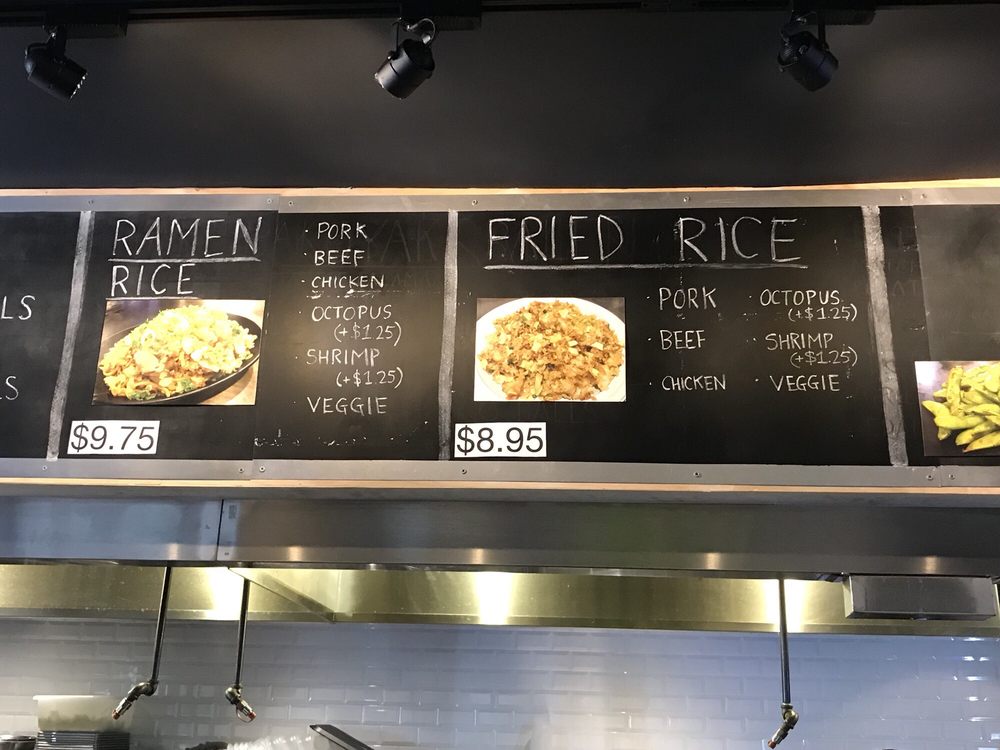 LS
S
RAMEN
RICE
$9.75
· PORK
· BEEF
· CHICKEN
· OCTOPUS
(+$1.25)
· SHRIMP
(+$1.25)
· VEGGIE
FRIED RICE
$8.95
· PORK
· BEEF
· CHICKEN
· OCTOPUS
(+$1.25)
· SHRIMP
(+$1.25)
· VEGGIE